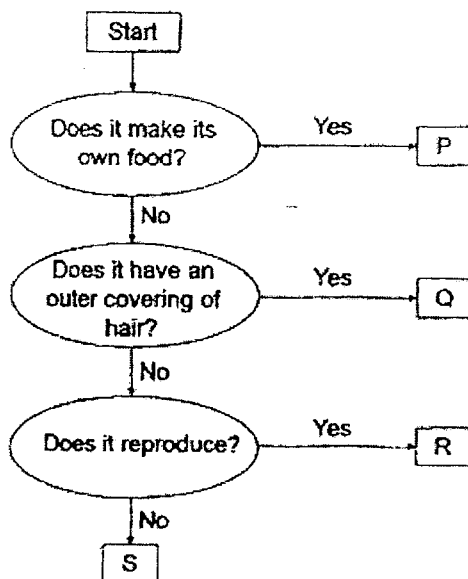 Start
Does it make its
own food?
Yes
P
No
Does it have an
outer covering of
hair?
Yes
Q
No
Does it reproduce?
Yes
R
No
S